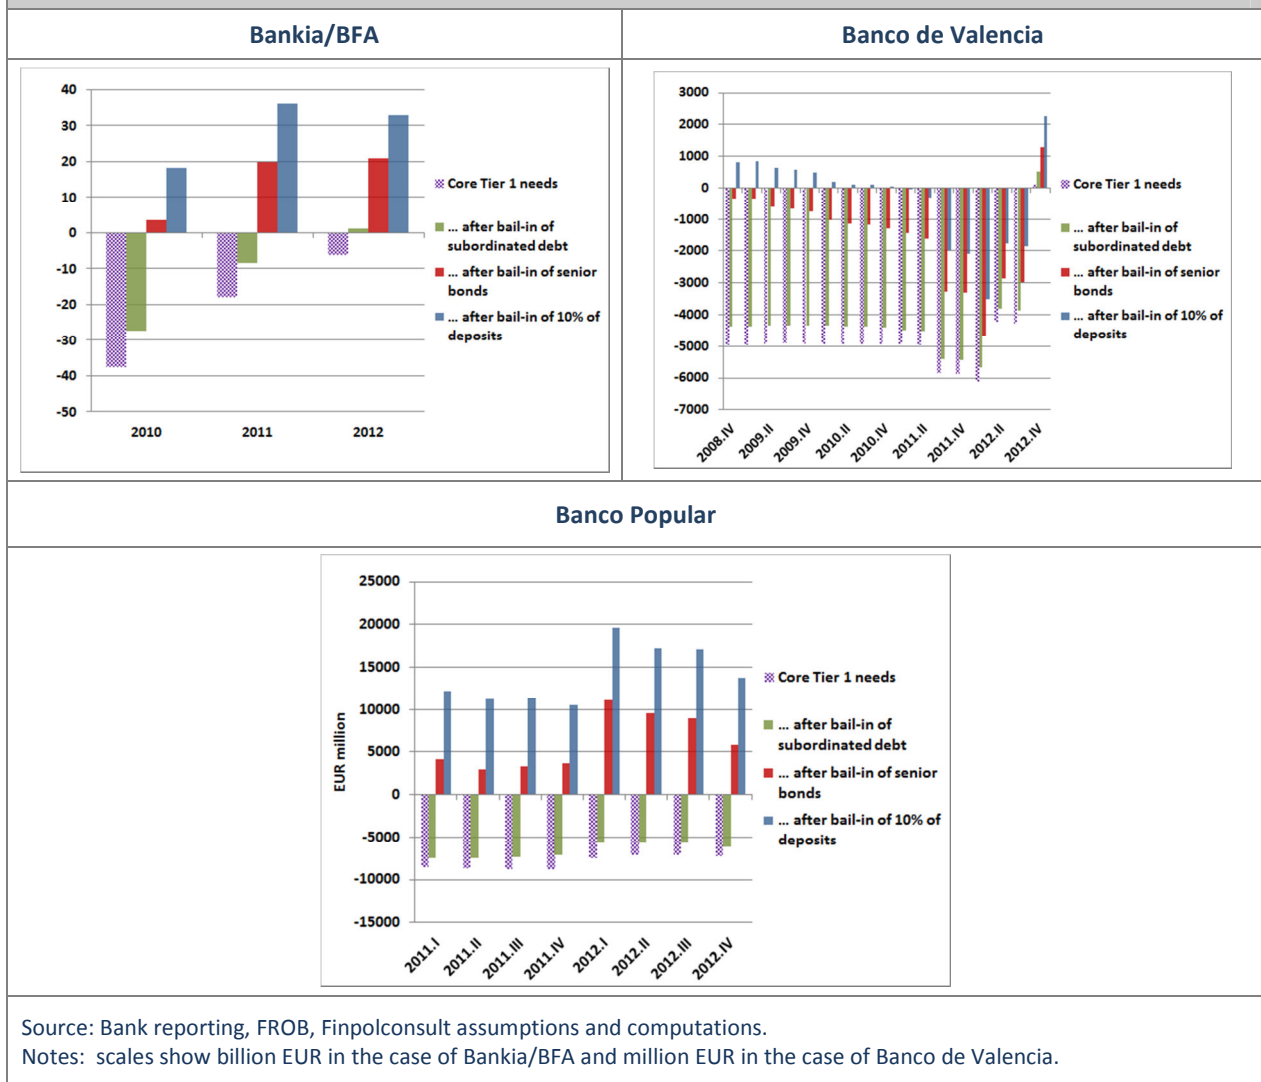 Bankia/BFA
40
30
20
10
0
-10
-20
-30
-40
-50
2010
2011
2012
Core Tier 1 needs
... after bail-in of
subordinated debt
... after bail-in of senior
bonds
... after bail-in of 10% of
deposits
Banco de Valencia
3000
2000
1000
0
-1000
-2000
-3000
-4000
-5000
-6000
-7000
2008.IV
2009.II
2009.IV
2010.II
2010.IV
2011.II
2011.IV
2012.II
2012.IV
Core Tier 1 needs
... after bail-in of
subordinated debt
... after bail-in of senior
bonds
... after bail-in of 10% of
deposits
Banco Popular
EUR million
25000
20000
15000
10000
5000
0
-5000
-10000
-15000
2011.I
2011.II
2011.III
2011.IV
2012.I
2012.II
2012.III
2012.IV
Core Tier 1 needs
... after bail-in of
subordinated debt
... after bail-in of senior
bonds
... after bail-in of 10% of
deposits
Source: Bank reporting, FROB, Finpolconsult assumptions and computations.
Notes: scales show billion EUR in the case of Bankia/BFA and million EUR in the case of Banco de Valencia.